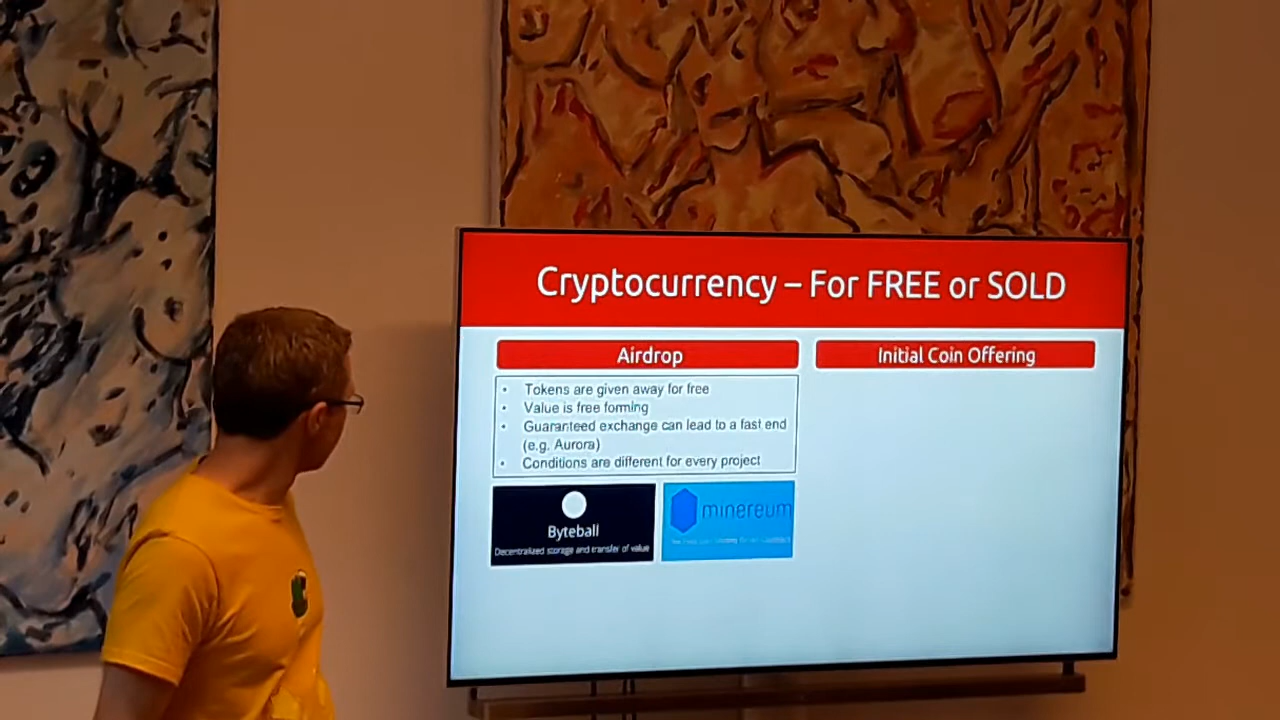 Cryptocurrency – For FREE or SOLD
Airdrop
Initial Coin Offering
• Tokens are given away for free
• Value is free forming
• Guaranteed exchange can lead to a fast end
(e.g. Aurora)
• Conditions are different for every project
Byteball
Decentralized storage and transfer of value
minereum